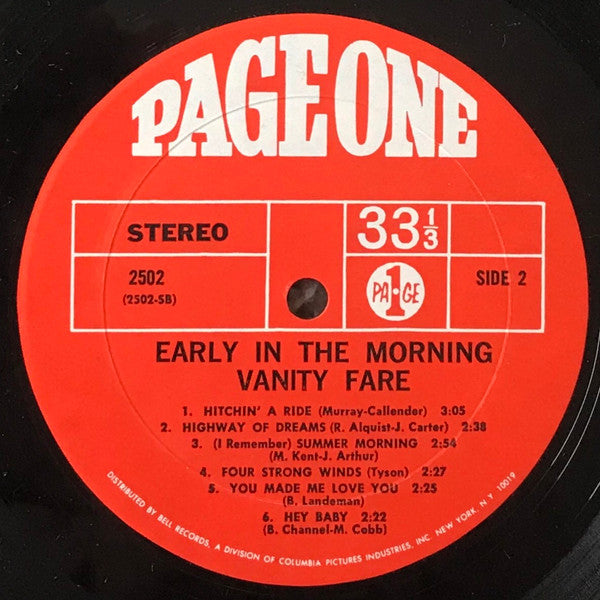 PAGE ONE
STEREO
33 1/3
2502
(2502-SB)
PA1GE
SIDE 2
EARLY IN THE MORNING
VANITY FARE
1. HITCHIN' A RIDE (Murray-Callender) 3:05
2. HIGHWAY OF DREAMS (R. Alquist-J. Carter) 2:38
3. (I Remember) SUMMER MORNING 2:54
(M. Kent-J. Arthur)
4. FOUR STRONG WINDS (Tyson) 2:27
5. YOU MADE ME LOVE YOU 2:25
(B. Landeman)
6. HEY BABY 2:22
(B. Channel-M. Cobb)
DISTRIBUTED BY BELL RECORDS, A DIVISION OF COLUMBIA PICTURES INDUSTRIES, INC. NEW YORK, N.Y. 10019